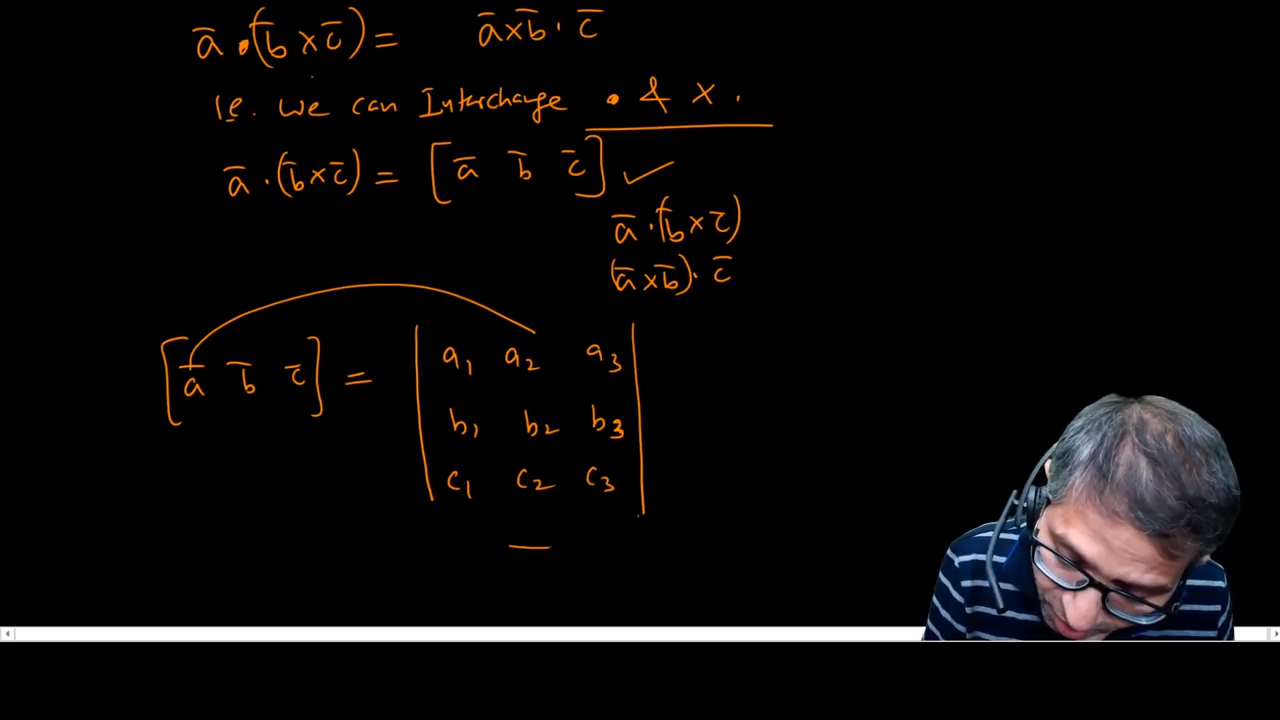 a̅ · (b̅ × c̅) = a̅ × b̅ · c̅
ie. we can Interchange · & × .
a̅ · (b̅ × c̅) = [a̅ b̅ c̅] ✓
a̅ · (b̅ × c̅)
(a̅ × b̅) · c̅
[a̅ b̅ c̅] = | a₁ a₂ a₃ |
| b₁ b₂ b₃ |
| c₁ c₂ c₃ |